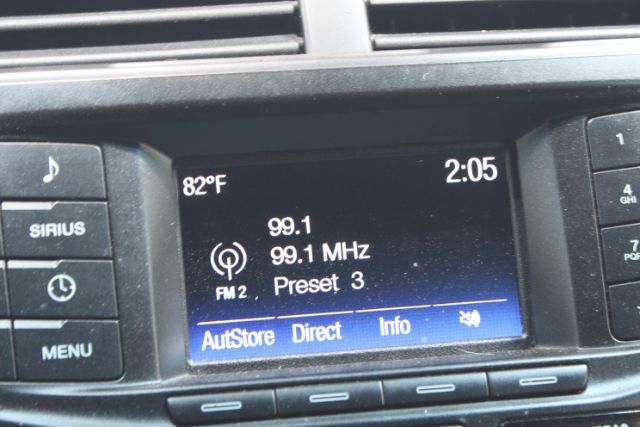 82°F 2:05
99.1
99.1 MHz
FM 2 Preset 3
AutStore Direct Info
SIRIUS
MENU
1
4
GHI
7
PQR